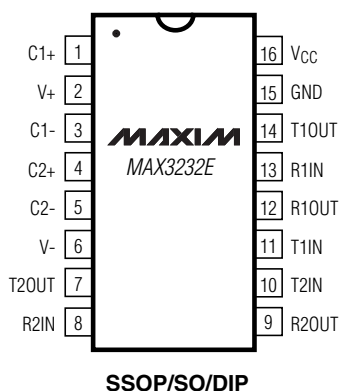 C1+ 1 16 VCC
V+ 2 15 GND
C1- 3 MAXIM 14 T1OUT
C2+ 4 MAX3232E 13 R1IN
C2- 5 12 R1OUT
V- 6 11 T1IN
T2OUT 7 10 T2IN
R2IN 8 9 R2OUT
SSOP/SO/DIP